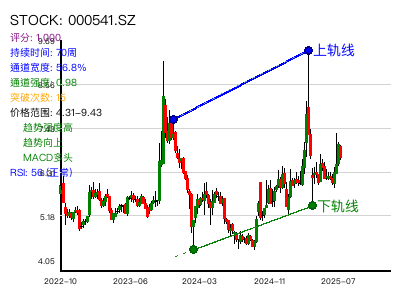 STOCK: 000541.SZ
评分: 1.000
持续时间: 70周
通道宽度: 56.8%
通道强度: 0.98
突破次数: 15
价格范围: 4.31-9.43
趋势强度高
趋势向上
MACD多头
RSI: 56 (正常)
上轨线
下轨线
9.69
5.18
4.05
2022-10
2023-06
2024-03
2024-11
2025-07